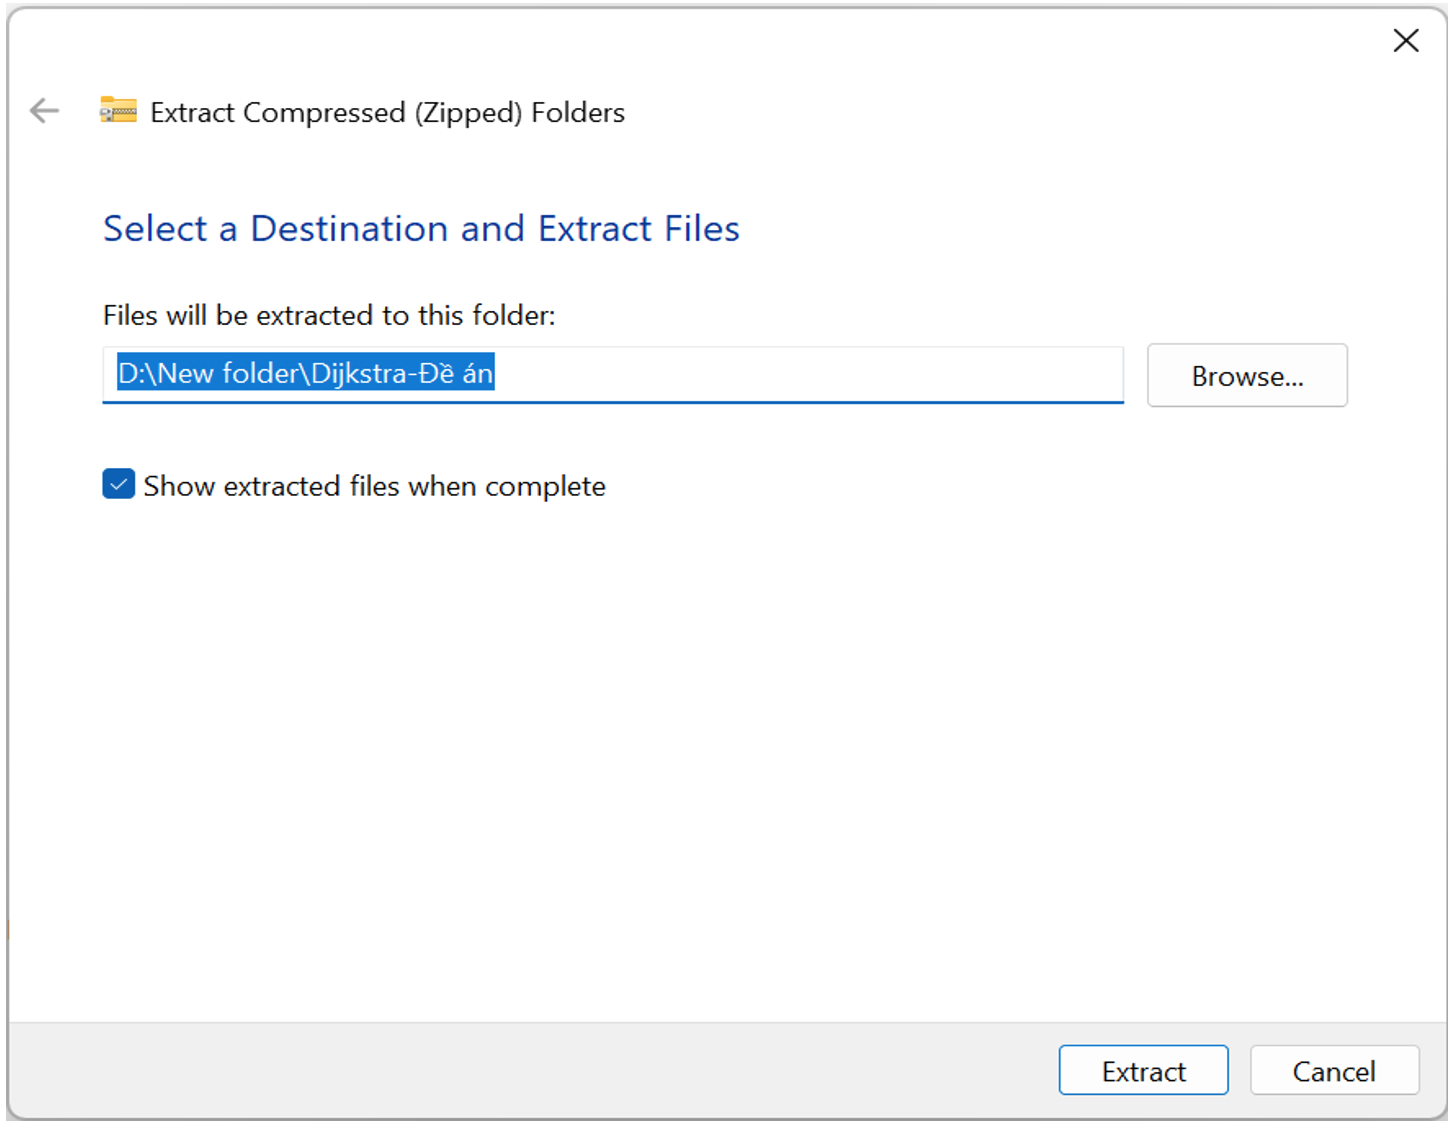 Extract Compressed (Zipped) Folders
Select a Destination and Extract Files
Files will be extracted to this folder:
D:\New folder\Dijkstra-Đề án
Browse...
Show extracted files when complete
Extract
Cancel